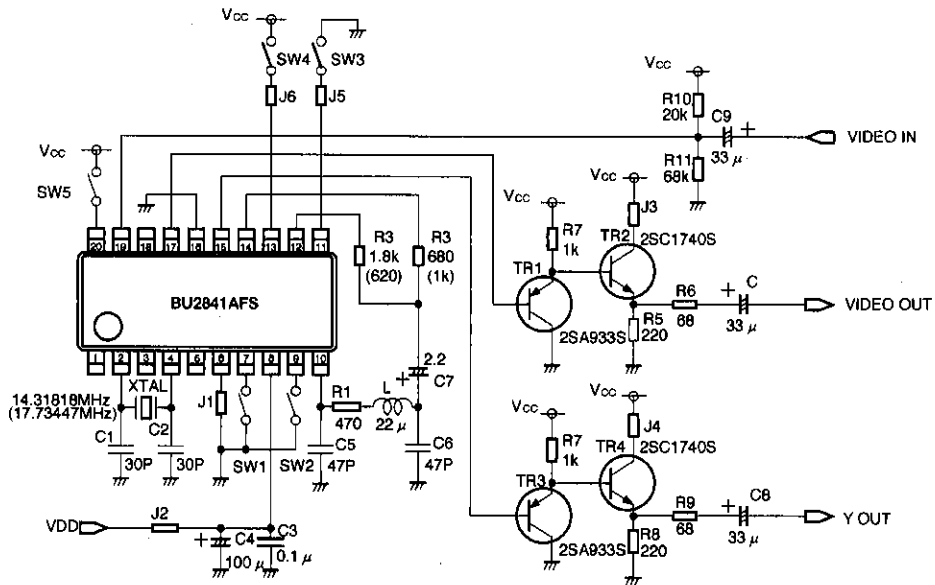 Vcc
SW4
SW3
J6
J5
Vcc
R10
20k
C9
+
VIDEO IN
33 μ
R11
68k
Vcc
SW5
20 19 18 17 16 15 14 13 12 11
BU2841AFS
1 2 3 4 5 6 7 8 9 10
R3
1.8k
(620)
R3
680
(1k)
Vcc
R7
1k
Vcc
J3
TR2
2SC1740S
TR1
2SA933S
R6
68
+
C
33 μ
VIDEO OUT
R5
220
14.31818MHz
(17.73447MHz)
XTAL
C1
30P
C2
30P
J1
SW1
SW2
R1
470
L
22 μ
+
2.2
C7
C5
47P
C6
47P
Vcc
R7
1k
Vcc
J4
TR4
2SC1740S
TR3
2SA933S
R9
68
+
C8
33 μ
Y OUT
R8
220
VDD
J2
+
C4
100 μ
C3
0.1 μ